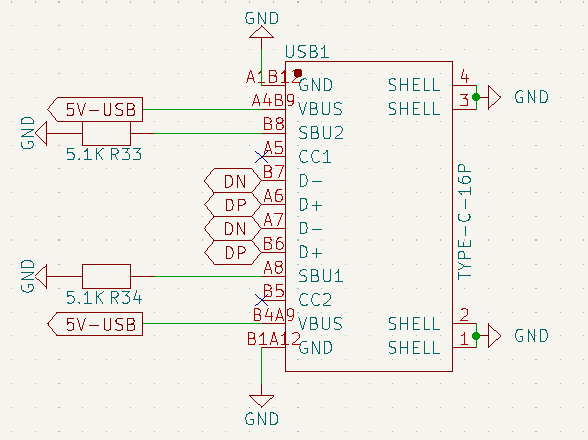 GND
USB1
A1B12 GND SHELL 4
A4B9 VBUS SHELL 3 GND
5V-USB
B8 SBU2
GND 5.1K R33
A5 CC1
B7 D- DN
A6 D+ DP
A7 D- DN
B6 D+ DP
TYPE-C-16P
A8 SBU1
GND 5.1K R34
B5 CC2
5V-USB B4A9 VBUS SHELL 2
B1A12 GND SHELL 1 GND
GND